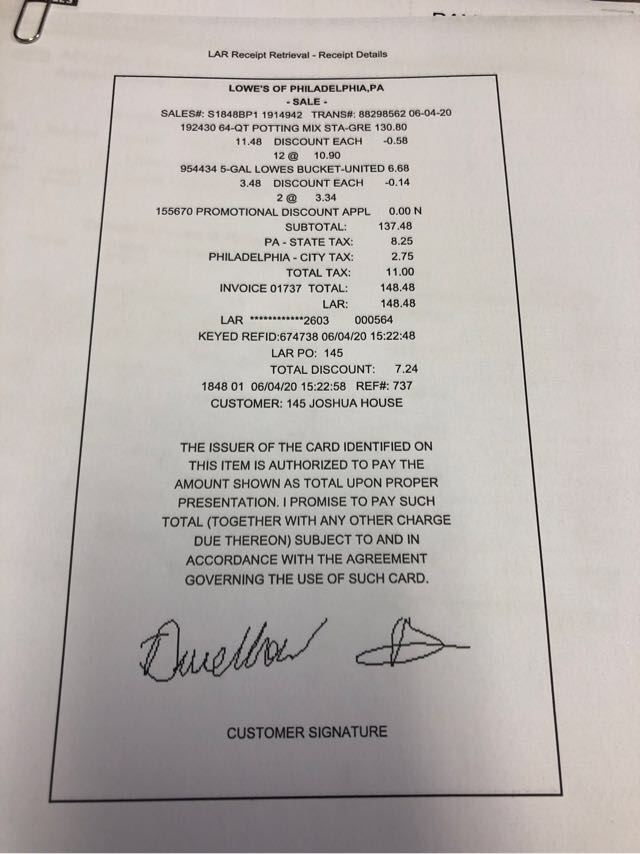 LAR Receipt Retrieval - Receipt Details
LOWE'S OF PHILADELPHIA,PA
- SALE -
SALES#: S1848BP1 1914942 TRANS#: 88298562 06-04-20
192430 64-QT POTTING MIX STA-GRE 130.80
11.48 DISCOUNT EACH -0.58
12 @ 10.90
954434 5-GAL LOWES BUCKET-UNITED 6.68
3.48 DISCOUNT EACH -0.14
2 @ 3.34
155670 PROMOTIONAL DISCOUNT APPL 0.00 N
SUBTOTAL: 137.48
PA - STATE TAX: 8.25
PHILADELPHIA - CITY TAX: 2.75
TOTAL TAX: 11.00
INVOICE 01737 TOTAL: 148.48
LAR: 148.48
LAR ************2603 000564
KEYED REFID:674738 06/04/20 15:22:48
LAR PO: 145
TOTAL DISCOUNT: 7.24
1848 01 06/04/20 15:22:58 REF#: 737
CUSTOMER: 145 JOSHUA HOUSE
THE ISSUER OF THE CARD IDENTIFIED ON
THIS ITEM IS AUTHORIZED TO PAY THE
AMOUNT SHOWN AS TOTAL UPON PROPER
PRESENTATION. I PROMISE TO PAY SUCH
TOTAL (TOGETHER WITH ANY OTHER CHARGE
DUE THEREON) SUBJECT TO AND IN
ACCORDANCE WITH THE AGREEMENT
GOVERNING THE USE OF SUCH CARD.
CUSTOMER SIGNATURE